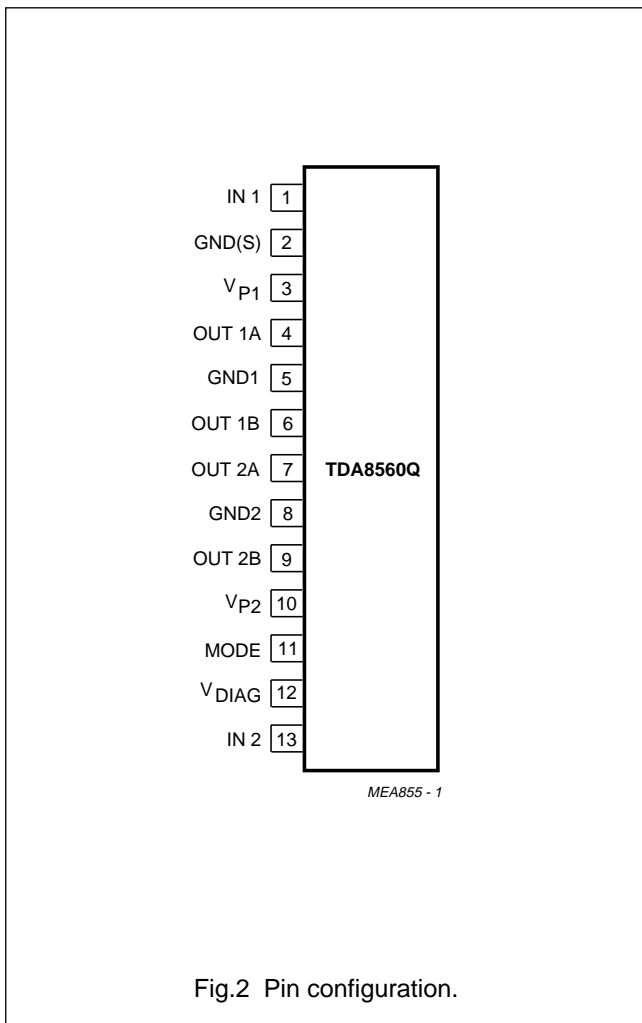 IN 1 1
GND(S) 2
VP1 3
OUT 1A 4
GND1 5
OUT 1B 6
OUT 2A 7 TDA8560Q
GND2 8
OUT 2B 9
VP2 10
MODE 11
VDIAG 12
IN 2 13
MEA855 - 1
Fig.2 Pin configuration.